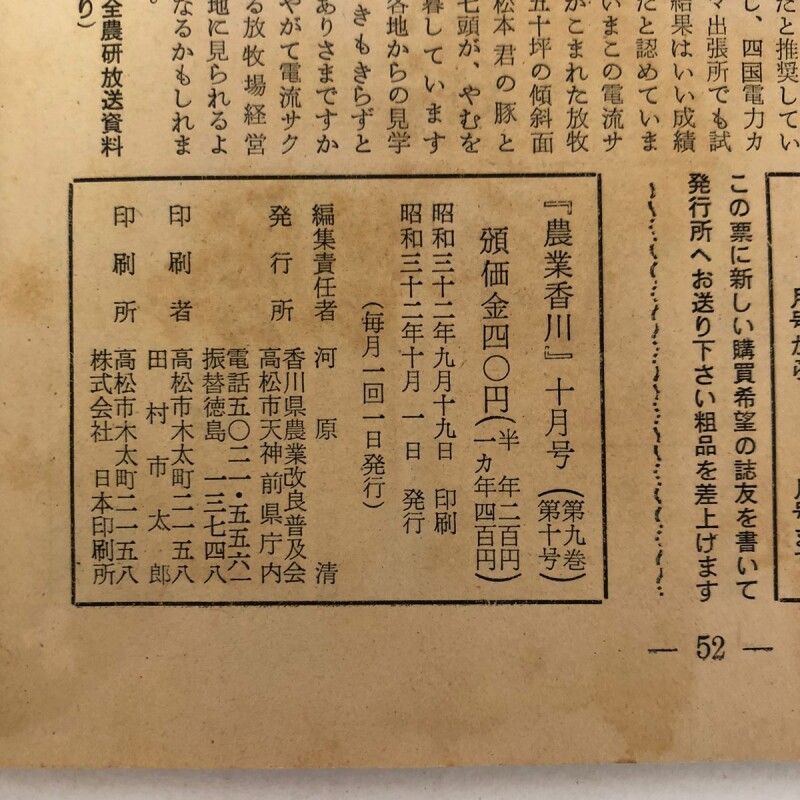 だと推奨してい
し、四国電力カ
マ出張所でも試
結果はいい成績
だと認めていま
いまこの電流サ
がこまれた放牧
五十坪の傾斜面
松本君の豚と
七頭が、やむを
暮しています
各地からの見学
きもきらずと
ありさまですか
やがて電流サク
る放牧場経営
地に見られるよ
なるかもしれま
。
全農研放送資料
り)
この票に新しい購買希望の誌友を書いて
発行所へお送り下さい粗品を差上げます
『農業香川』十月号(第九巻 第十号)
頒価金四〇円(半年二百円 一カ年四百円)
昭和三十二年九月十九日 印刷
昭和三十二年十月一日 発行
(毎月一回一日発行)
編集責任者 河原清
発行所 香川県農業改良普及会
高松市天神前県庁内
電話五〇二一・五五六一
振替徳島 一三七四八
印刷者 高松市木太町二一五八
田村市太郎
印刷所 高松市木太町二一五八
株式会社 日本印刷所
— 52 —